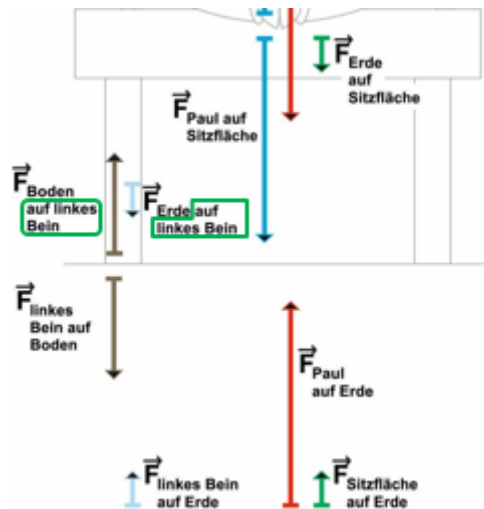 F Erde
auf
Sitzfläche
F Paul auf
Sitzfläche
F Boden
auf linkes
Bein
F Erde auf
linkes Bein
F linkes
Bein auf
Boden
F Paul
auf Erde
F linkes Bein
auf Erde
F Sitzfläche
auf Erde